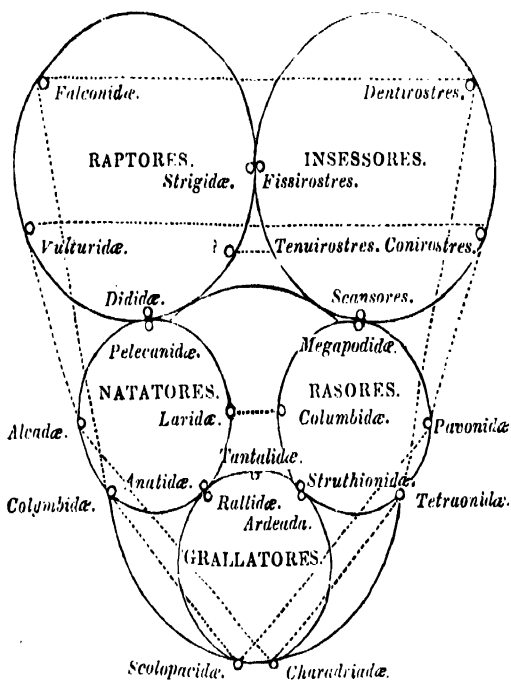 Falconidæ. Dentirostres.
RAPTORES. INSESSORES.
Strigidæ. Fissirostres.
Vulturidæ. ? Tenuirostres. Conirostres.
Dididæ. Scansores.
Pelecanidæ. Megapodidæ.
NATATORES. RASORES.
Alcadæ. Laridæ. Columbidæ. Pavonidæ
Tantalidæ.
Anatidæ. Struthionidæ.
Colymbidæ. Rallidæ. Tetraonidæ.
Ardeadæ.
GRALLATORES.
Scolopacidæ. Charadriadæ.